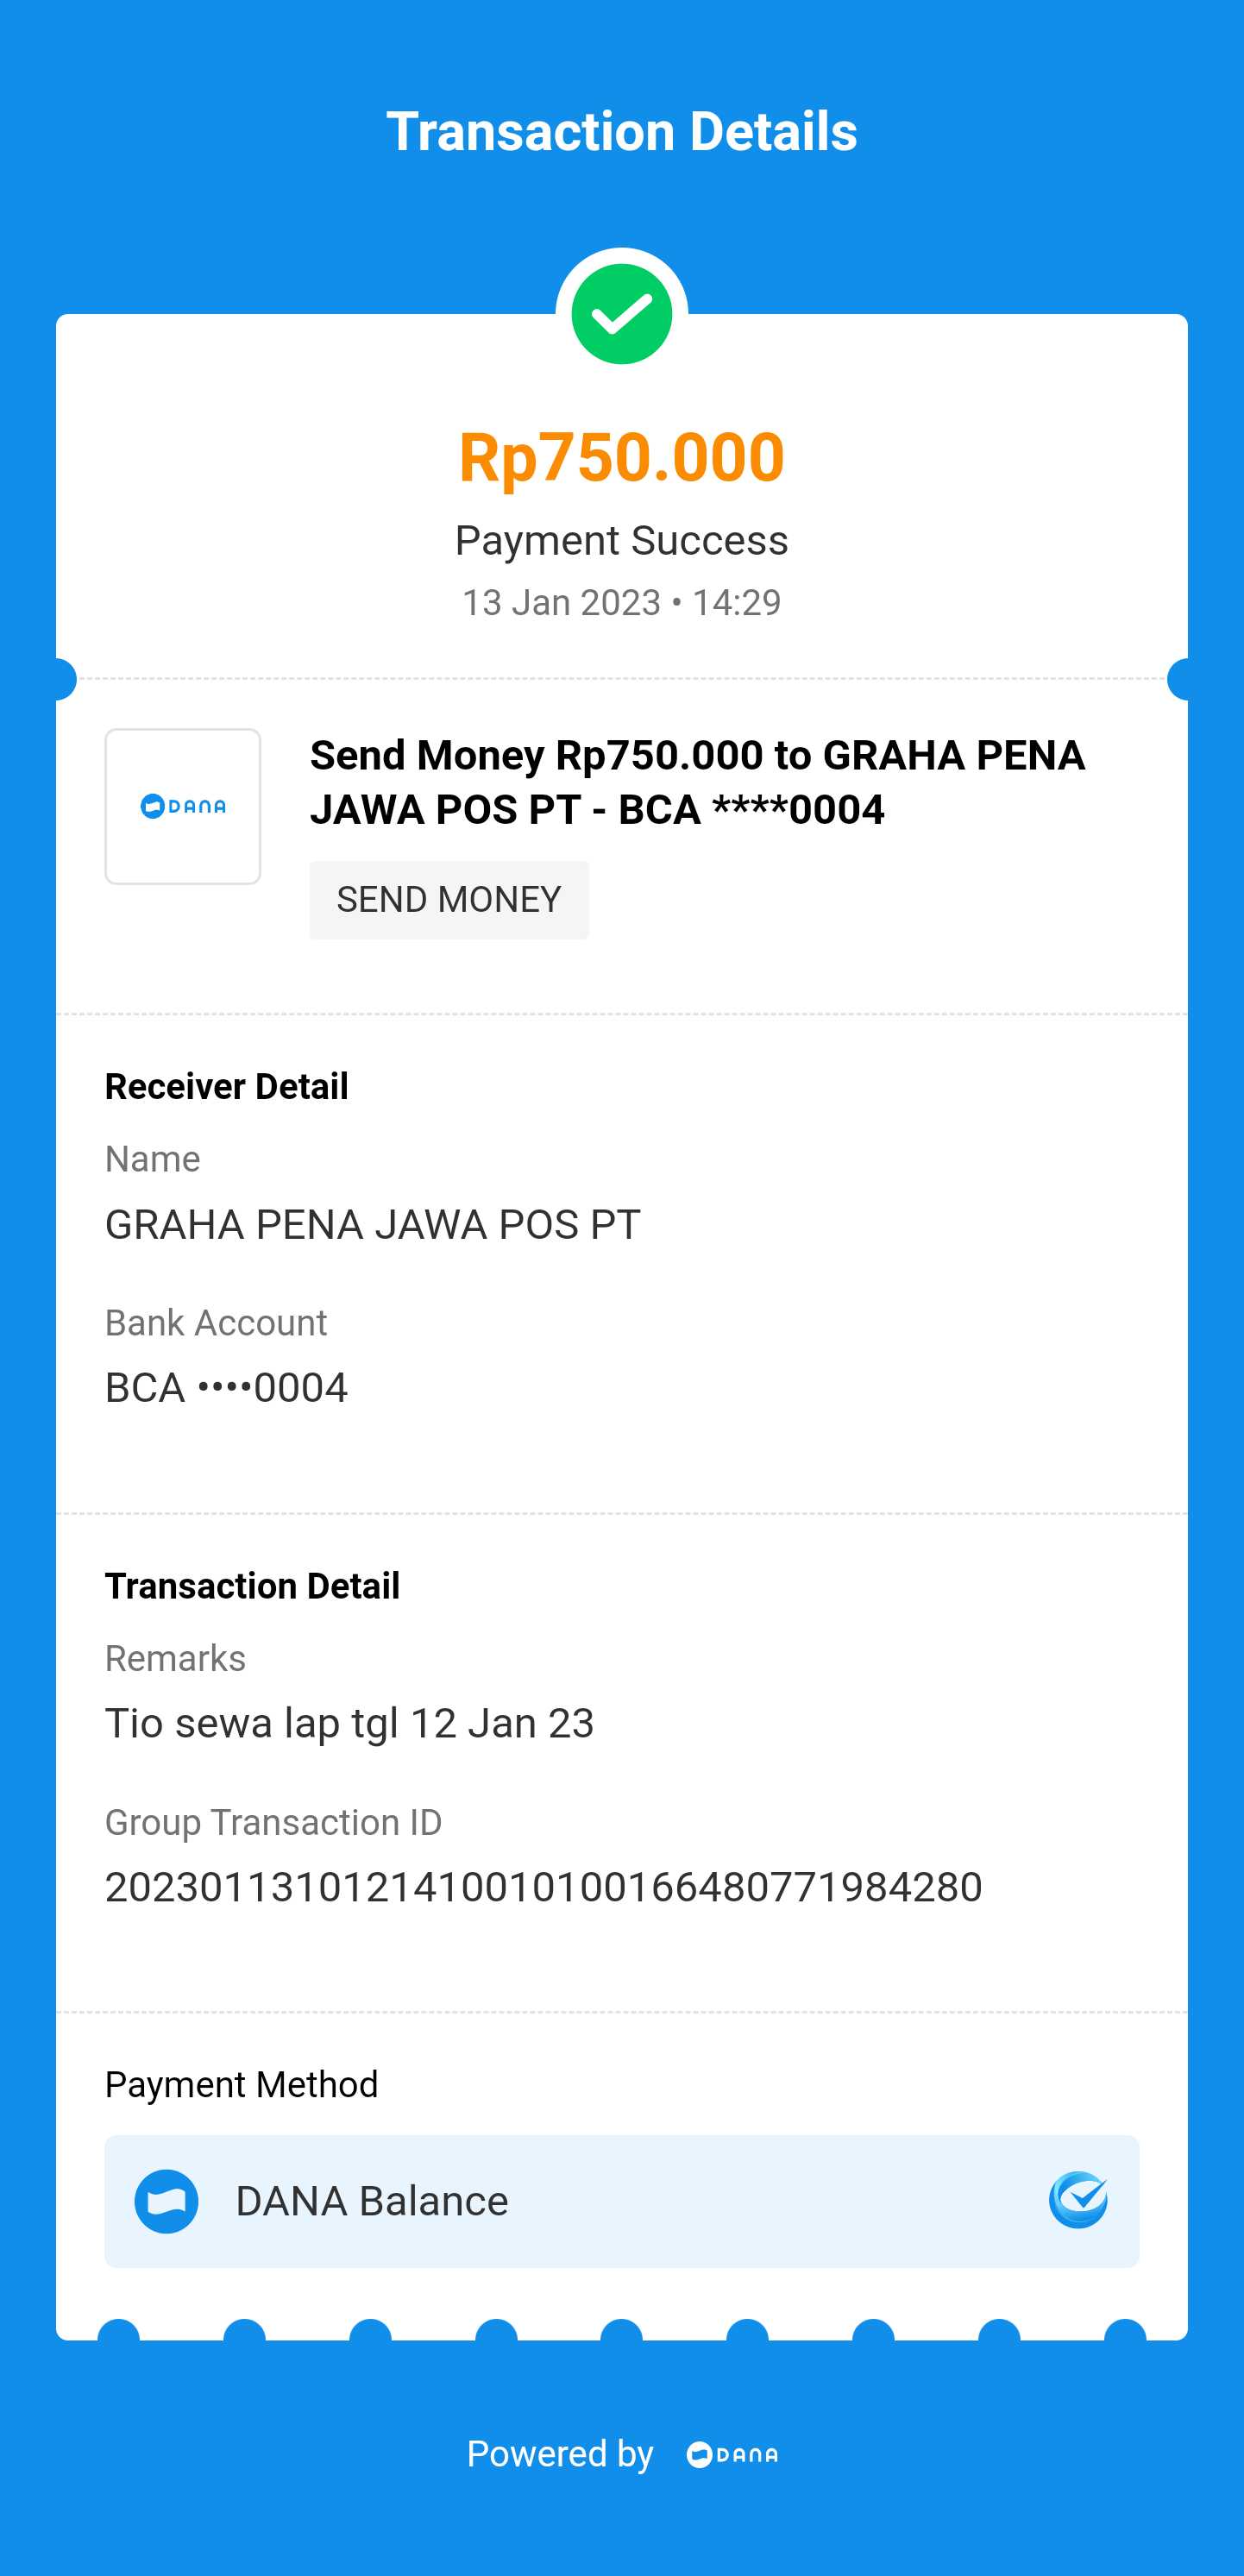 Transaction Details
Rp750.000
Payment Success
13 Jan 2023 • 14:29
DANA
Send Money Rp750.000 to GRAHA PENA
JAWA POS PT - BCA ****0004
SEND MONEY
Receiver Detail
Name
GRAHA PENA JAWA POS PT
Bank Account
BCA ••••0004
Transaction Detail
Remarks
Tio sewa lap tgl 12 Jan 23
Group Transaction ID
2023011310121410010100166480771984280
Payment Method
DANA Balance
Powered by DANA